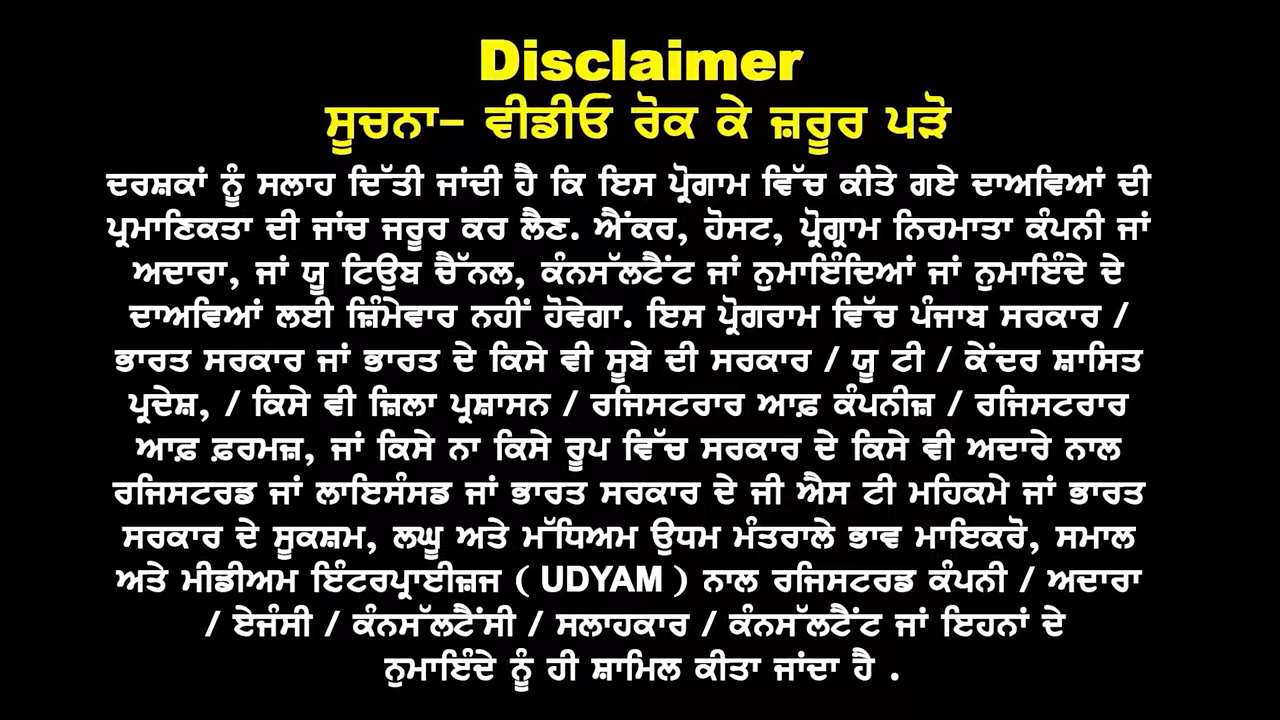 Disclaimer
ਸੂਚਨਾ- ਵੀਡੀਓ ਰੋਕ ਕੇ ਜ਼ਰੂਰ ਪੜੋ
ਦਰਸ਼ਕਾਂ ਨੂੰ ਸਲਾਹ ਦਿੱਤੀ ਜਾਂਦੀ ਹੈ ਕਿ ਇਸ ਪ੍ਰੋਗਾਮ ਵਿੱਚ ਕੀਤੇ ਗਏ ਦਾਅਵਿਆਂ ਦੀ
ਪ੍ਰਮਾਣਿਕਤਾ ਦੀ ਜਾਂਚ ਜਰੂਰ ਕਰ ਲੈਣ. ਐਂਕਰ, ਹੋਸਟ, ਪ੍ਰੋਗ੍ਰਾਮ ਨਿਰਮਾਤਾ ਕੰਪਨੀ ਜਾਂ
ਅਦਾਰਾ, ਜਾਂ ਯੂ ਟਿਊਬ ਚੈੱਨਲ, ਕੰਨਸੱਲਟੈਂਟ ਜਾਂ ਨੁਮਾਇੰਦਿਆਂ ਜਾਂ ਨੁਮਾਇੰਦੇ ਦੇ
ਦਾਅਵਿਆਂ ਲਈ ਜ਼ਿੰਮੇਵਾਰ ਨਹੀਂ ਹੋਵੇਗਾ. ਇਸ ਪ੍ਰੋਗਰਾਮ ਵਿੱਚ ਪੰਜਾਬ ਸਰਕਾਰ /
ਭਾਰਤ ਸਰਕਾਰ ਜਾਂ ਭਾਰਤ ਦੇ ਕਿਸੇ ਵੀ ਸੂਬੇ ਦੀ ਸਰਕਾਰ / ਯੂ ਟੀ / ਕੇਂਦਰ ਸ਼ਾਸਿਤ
ਪ੍ਰਦੇਸ਼, / ਕਿਸੇ ਵੀ ਜ਼ਿਲਾ ਪ੍ਰਸ਼ਾਸਨ / ਰਜਿਸਟਰਾਰ ਆਫ਼ ਕੰਪਨੀਜ਼ / ਰਜਿਸਟਰਾਰ
ਆਫ਼ ਫ਼ਰਮਜ਼, ਜਾਂ ਕਿਸੇ ਨਾ ਕਿਸੇ ਰੂਪ ਵਿੱਚ ਸਰਕਾਰ ਦੇ ਕਿਸੇ ਵੀ ਅਦਾਰੇ ਨਾਲ
ਰਜਿਸਟਰਡ ਜਾਂ ਲਾਇਸੰਸਡ ਜਾਂ ਭਾਰਤ ਸਰਕਾਰ ਦੇ ਜੀ ਐਸ ਟੀ ਮਹਿਕਮੇ ਜਾਂ ਭਾਰਤ
ਸਰਕਾਰ ਦੇ ਸੂਕਸ਼ਮ, ਲਘੂ ਅਤੇ ਮੱਧਿਅਮ ਉਧਮ ਮੰਤਰਾਲੇ ਭਾਵ ਮਾਇਕਰੋ, ਸਮਾਲ
ਅਤੇ ਮੀਡੀਅਮ ਇੰਟਰਪ੍ਰਾਈਜ਼ਜ ( UDYAM ) ਨਾਲ ਰਜਿਸਟਰਡ ਕੰਪਨੀ / ਅਦਾਰਾ
/ ਏਜੰਸੀ / ਕੰਨਸੱਲਟੈਂਸੀ / ਸਲਾਹਕਾਰ / ਕੰਨਸੱਲਟੈਂਟ ਜਾਂ ਇਹਨਾਂ ਦੇ
ਨੁਮਾਇੰਦੇ ਨੂੰ ਹੀ ਸ਼ਾਮਿਲ ਕੀਤਾ ਜਾਂਦਾ ਹੈ .